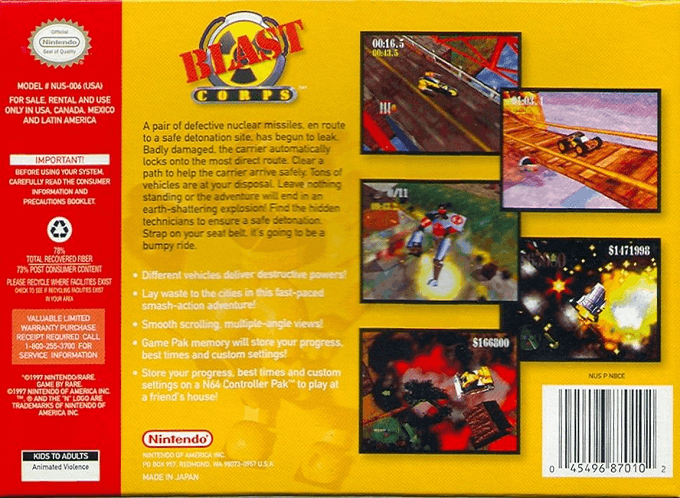 Official
Nintendo
Seal of Quality
MODEL # NUS-006 (USA)
FOR SALE, RENTAL AND USE
ONLY IN USA, CANADA, MEXICO
AND LATIN AMERICA
IMPORTANT!
BEFORE USING YOUR SYSTEM,
CAREFULLY READ THE CONSUMER
INFORMATION AND
PRECAUTIONS BOOKLET.
78%
TOTAL RECOVERED FIBER
73% POST CONSUMER CONTENT
PLEASE RECYCLE WHERE FACILITIES EXIST
CHECK TO SEE IF RECYCLING FACILITIES EXIST
IN YOUR AREA
VALUABLE LIMITED
WARRANTY PURCHASE
RECEIPT REQUIRED CALL
1-800-255-3700 FOR
SERVICE INFORMATION
©1997 NINTENDO/RARE.
GAME BY RARE.
©1997 NINTENDO OF AMERICA INC.
™, ® AND THE "N" LOGO ARE
TRADEMARKS OF NINTENDO OF
AMERICA INC.
KIDS TO ADULTS
Animated Violence
BLAST
CORPS™
A pair of defective nuclear missiles, en route
to a safe detonation site, has begun to leak.
Badly damaged, the carrier automatically
locks onto the most direct route. Clear a
path to help the carrier arrive safely. Tons of
vehicles are at your disposal. Leave nothing
standing or the adventure will end in an
earth-shattering explosion! Find the hidden
technicians to ensure a safe detonation.
Strap on your seat belt, it's going to be a
bumpy ride.
• Different vehicles deliver destructive powers!
• Lay waste to the cities in this fast-paced
smash-action adventure!
• Smooth scrolling, multiple-angle views!
• Game Pak memory will store your progress,
best times and custom settings!
• Store your progress, best times and custom
settings on a N64 Controller Pak™ to play at
a friend's house!
Nintendo®
NINTENDO OF AMERICA INC.
PO BOX 957, REDMOND, WA 98073-0957 U.S.A.
MADE IN JAPAN
00:16.5
00:43.5
$1471998
$166800
NUS P NBCE
0 45496 87010 2